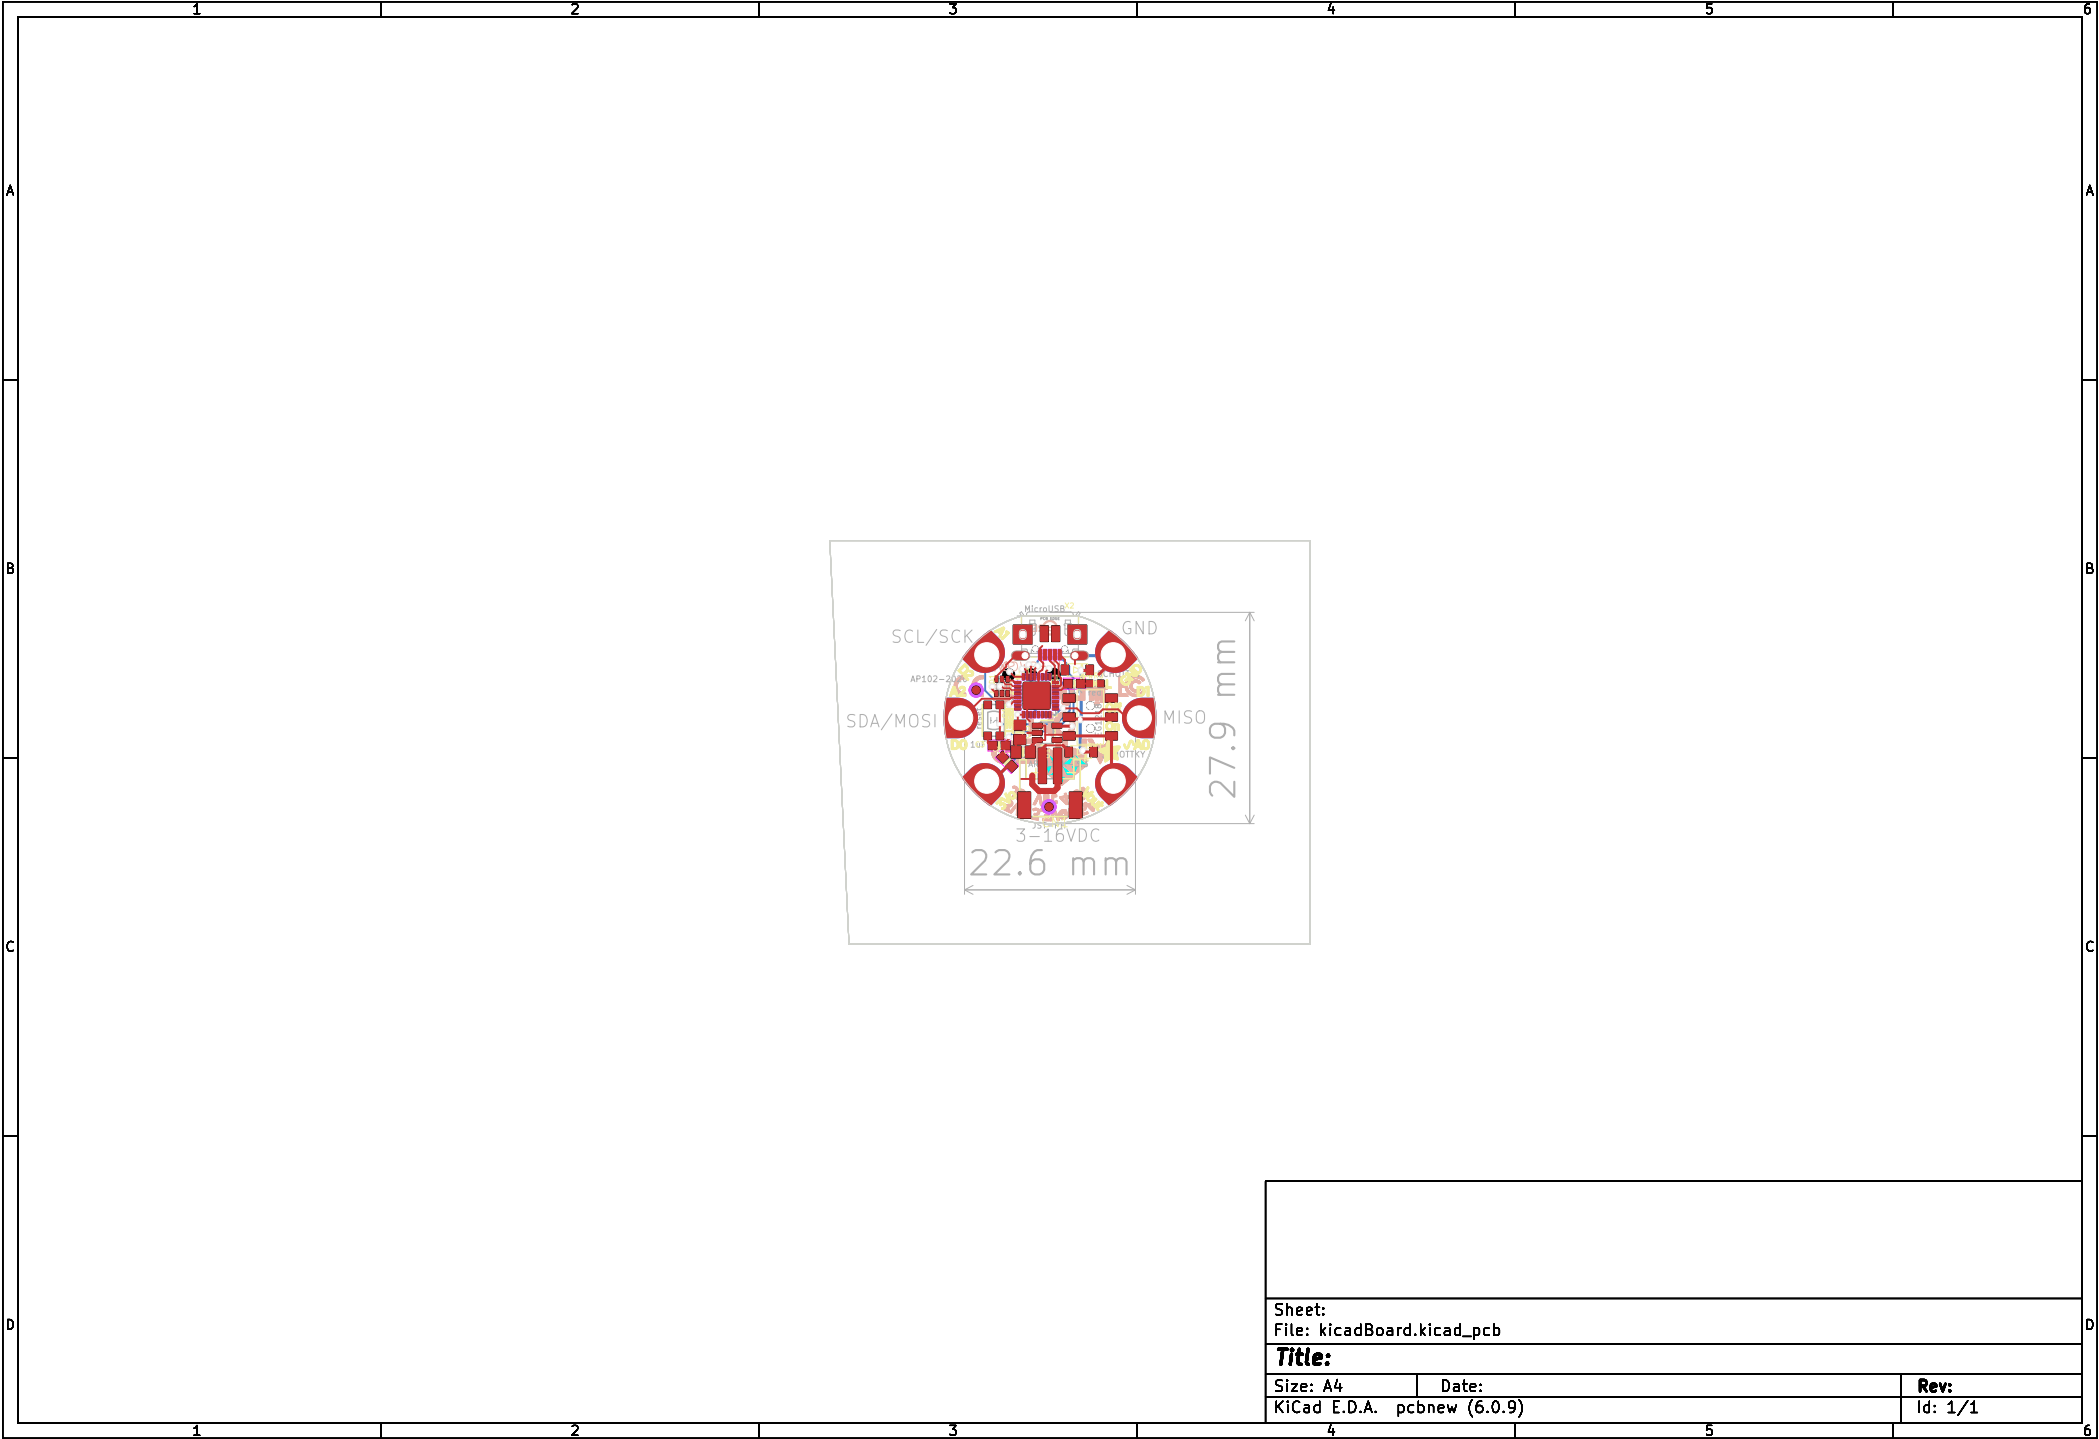 1 2 3 4 5 6
A A
B B
MicroUSB X2
SCL/SCK GND
27.9 mm
SDA/MOSI MISO
1uF
3-16VDC
22.6 mm
C C
D D
Sheet:
File: kicadBoard.kicad_pcb
Title:
Size: A4 Date: Rev:
KiCad E.D.A. pcbnew (6.0.9) Id: 1/1
1 2 3 4 5 6